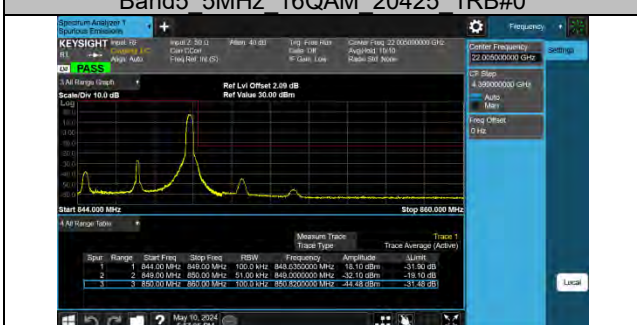 Band5_5MHz_16QAM_20425_1RB#0
Spectrum Analyzer 1
Spurious Emissions
Frequency
KEYSIGHT Input: RF Input Z: 50 Ω Atten: 40 dB Trig: Free Run Center Freq: 22.005000000 GHz
Corr CCorr Gate: Off Avg|Hold: 10/10
Align: Auto Freq Ref: Int (S) IF Gain: Low Radio Std: None
PASS
Center Frequency
22.005000000 GHz
Settings
CF Step
4.399000000 GHz
Auto
Man
Freq Offset
0 Hz
3 All Range Graph
Ref Lvl Offset 2.09 dB
Scale/Div 10.0 dB Ref Value 30.00 dBm
Log
Start 844.000 MHz Stop 860.000 MHz
4 All Range Table
Measure Trace Trace 1
Trace Type Trace Average (Active)
Spur Range Start Freq Stop Freq RBW Frequency Amplitude ΔLimit
1 1 844.00 MHz 849.00 MHz 100.0 kHz 848.6350000 MHz 18.10 dBm -31.90 dB
2 2 849.00 MHz 850.00 MHz 51.00 kHz 849.0000000 MHz -32.10 dBm -19.10 dB
3 3 850.00 MHz 860.00 MHz 100.0 kHz 850.8200000 MHz -44.48 dBm -31.48 dB
Local
May 10, 2024